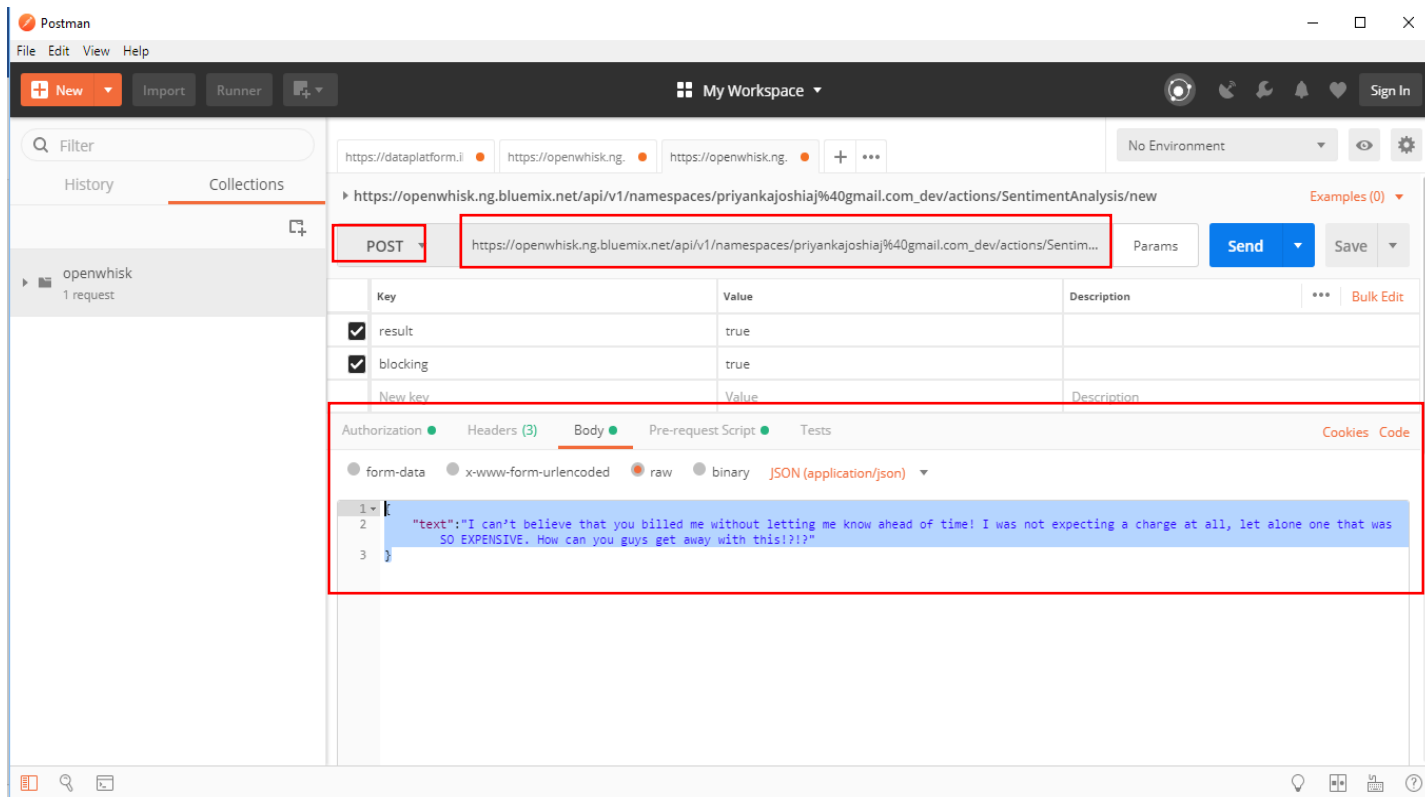 Postman
File Edit View Help
New Import Runner My Workspace Sign In
Filter
History Collections
openwhisk
1 request
https://dataplatform.il https://openwhisk.ng. https://openwhisk.ng. + •••
No Environment
https://openwhisk.ng.bluemix.net/api/v1/namespaces/priyankajoshiaj%40gmail.com_dev/actions/SentimentAnalysis/new Examples (0)
POST https://openwhisk.ng.bluemix.net/api/v1/namespaces/priyankajoshiaj%40gmail.com_dev/actions/Sentim... Params Send Save
Key Value Description ••• Bulk Edit
result true
blocking true
New key Value Description
Authorization Headers (3) Body Pre-request Script Tests Cookies Code
form-data x-www-form-urlencoded raw binary JSON (application/json)
1 {
2 "text":"I can’t believe that you billed me without letting me know ahead of time! I was not expecting a charge at all, let alone one that was
SO EXPENSIVE. How can you guys get away with this!?!?"
3 }